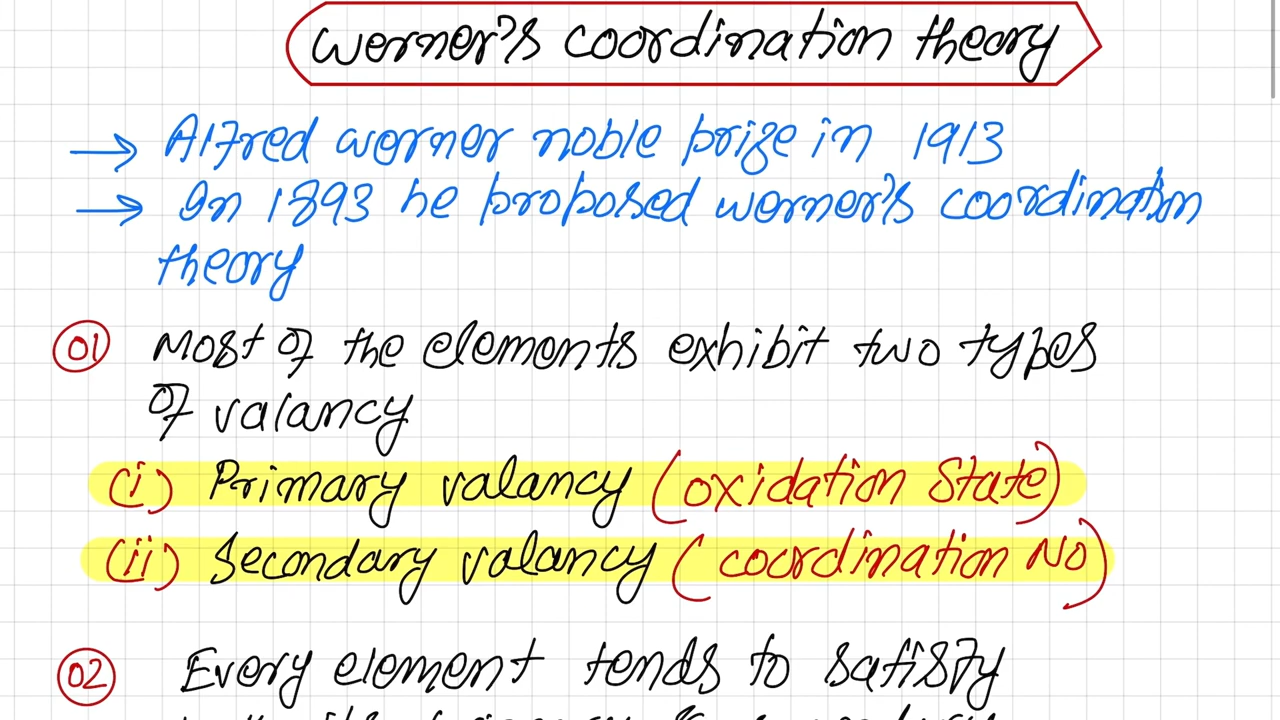 Werner's coordination theory
→ Alfred werner noble prize in 1913
→ In 1893 he proposed werner's coordination
theory
01 Most of the elements exhibit two types
of valancy
(i) Primary valancy (oxidation State)
(ii) Secondary valancy (coordination No)
02 Every element tends to satisfy